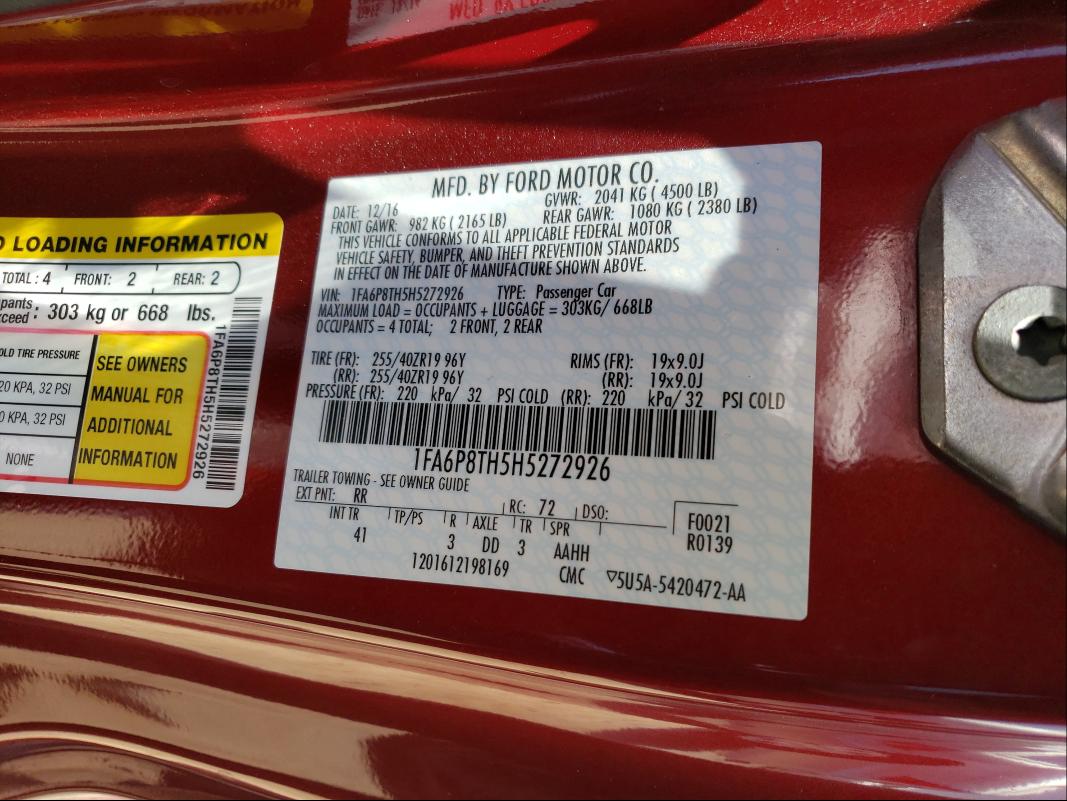 WED
LOADING INFORMATION
TOTAL : 4 FRONT: 2 REAR: 2
303 kg or 668 lbs.
OLD TIRE PRESSURE
20 KPA, 32 PSI
0 KPA, 32 PSI
NONE
SEE OWNERS
MANUAL FOR
ADDITIONAL
INFORMATION
1FA6P8TH5H5272926
MFD. BY FORD MOTOR CO.
DATE: 12/16 GVWR: 2041 KG ( 4500 LB)
FRONT GAWR: 982 KG ( 2165 LB) REAR GAWR: 1080 KG ( 2380 LB)
THIS VEHICLE CONFORMS TO ALL APPLICABLE FEDERAL MOTOR
VEHICLE SAFETY, BUMPER, AND THEFT PREVENTION STANDARDS
IN EFFECT ON THE DATE OF MANUFACTURE SHOWN ABOVE.
VIN: 1FA6P8TH5H5272926 TYPE: Passenger Car
MAXIMUM LOAD = OCCUPANTS + LUGGAGE = 303KG/ 668LB
OCCUPANTS = 4 TOTAL; 2 FRONT, 2 REAR
TIRE (FR): 255/40ZR19 96Y RIMS (FR): 19x9.0J
(RR): 255/40ZR19 96Y (RR): 19x9.0J
PRESSURE (FR): 220 kPa/ 32 PSI COLD (RR): 220 kPa/ 32 PSI COLD
1FA6P8TH5H5272926
TRAILER TOWING - SEE OWNER GUIDE
EXT PNT: RR RC: 72 DSO:
INT TR TP/PS R AXLE TR SPR
41 3 DD 3 AAHH
F0021
R0139
1201612198169 CMC ▽5U5A-5420472-AA